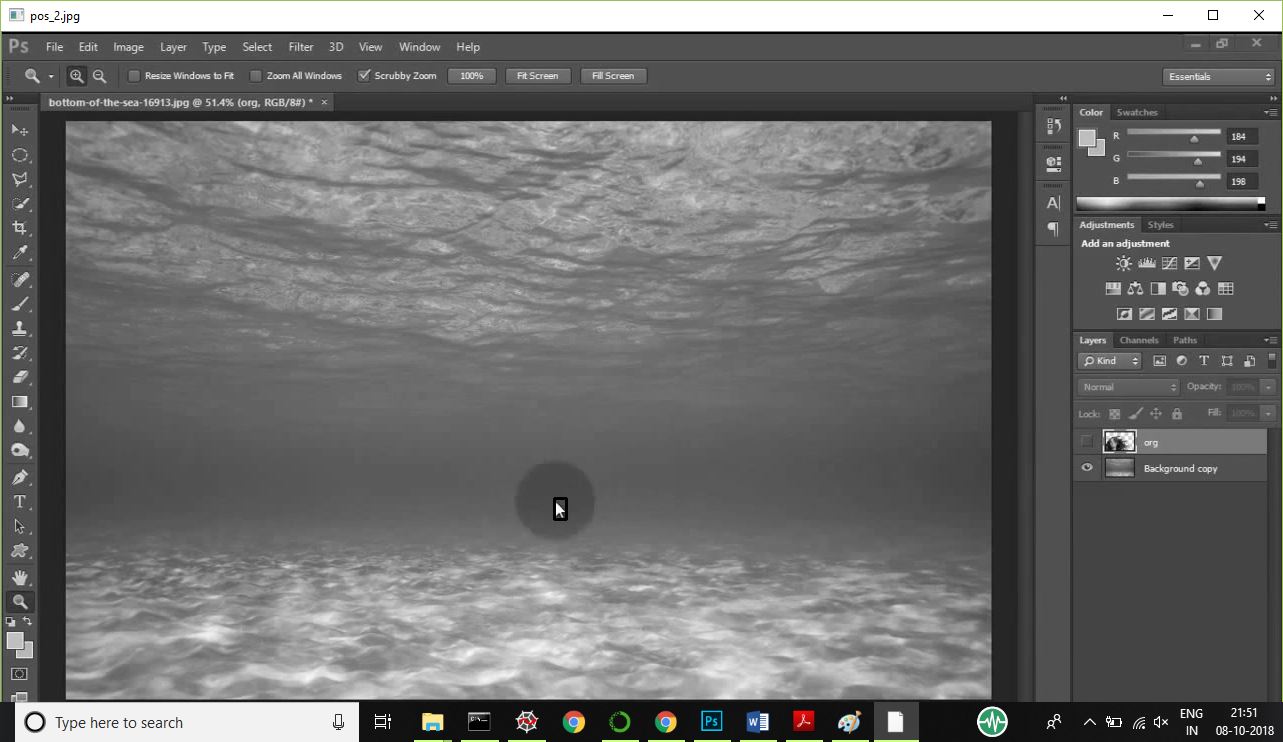 pos_2.jpg
Ps File Edit Image Layer Type Select Filter 3D View Window Help
Resize Windows to Fit Zoom All Windows Scrubby Zoom 100% Fit Screen Fill Screen Essentials
bottom-of-the-sea-16913.jpg @ 51.4% (org, RGB/8#) * ×
Color Swatches
R 184
G 194
B 198
Adjustments Styles
Add an adjustment
Layers Channels Paths
Kind T
Normal Opacity: 100%
Lock: Fill: 100%
org
Background copy
A
T
Type here to search
Ps
W
ENG
IN
21:51
08-10-2018